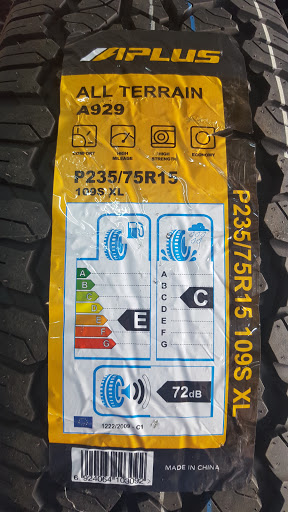 APLUS
ALL TERRAIN
A929
COMFORT
HIGH MILEAGE
HIGH STRENGTH
ECONOMY
P235/75R15
109S XL
P235/75R15 109S XL
A
B
C
D
E
F
G
E
A
B
C
D
E
F
G
C
72dB
1222/2009 - C1
MADE IN CHINA